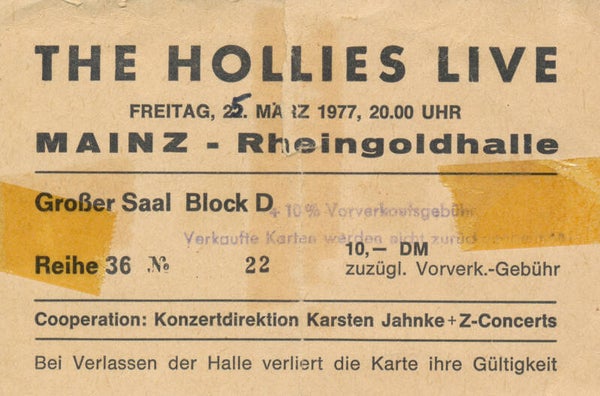 THE HOLLIES LIVE
FREITAG, 25. MÄRZ 1977, 20.00 UHR
MAINZ - Rheingoldhalle
Großer Saal Block D
+ 10 % Vorverkaufsgebühr
Verkaufte Karten werden nicht
10,— DM
Reihe 36 № 22 zuzügl. Vorverk.-Gebühr
Cooperation: Konzertdirektion Karsten Jahnke + Z-Concerts
Bei Verlassen der Halle verliert die Karte ihre Gültigkeit